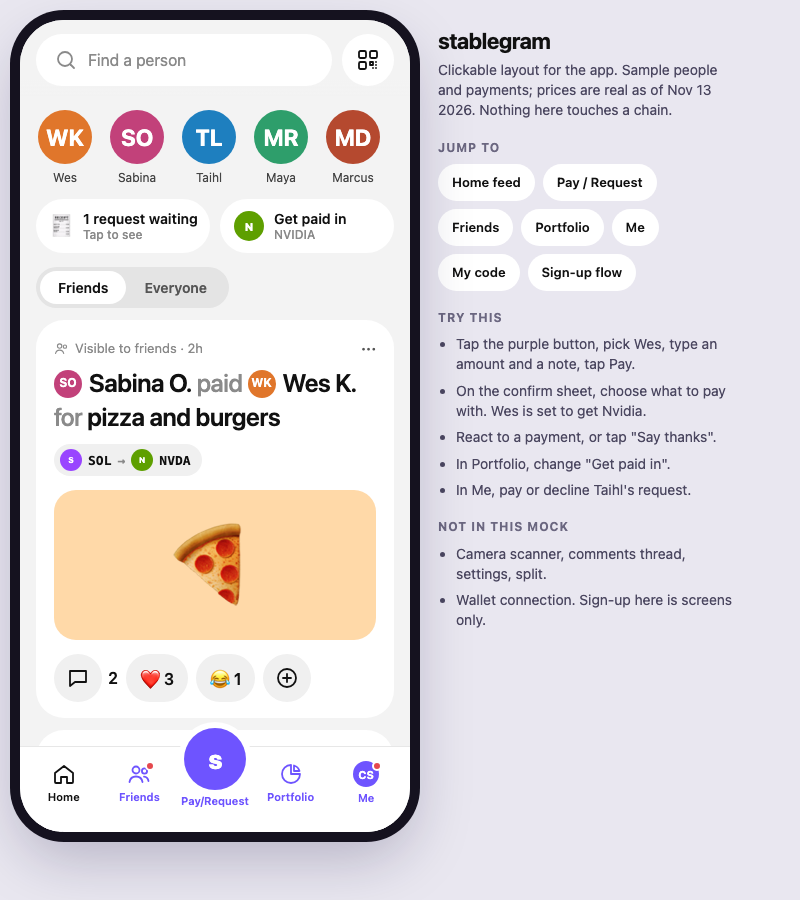 Find a person
WK
SO
TL
MR
MD
Wes
Sabina
Taihl
Maya
Marcus
1 request waiting
Tap to see
N
Get paid in
NVIDIA
Friends
Everyone
Visible to friends · 2h
SO Sabina O. paid WK Wes K.
for pizza and burgers
S SOL → N NVDA
2
3
1
Home
Friends
S
Pay/Request
Portfolio
CS
Me
stablegram
Clickable layout for the app. Sample people
and payments; prices are real as of Nov 13
2026. Nothing here touches a chain.
JUMP TO
Home feed
Pay / Request
Friends
Portfolio
Me
My code
Sign-up flow
TRY THIS
• Tap the purple button, pick Wes, type an
amount and a note, tap Pay.
• On the confirm sheet, choose what to pay
with. Wes is set to get Nvidia.
• React to a payment, or tap "Say thanks".
• In Portfolio, change "Get paid in".
• In Me, pay or decline Taihl's request.
NOT IN THIS MOCK
• Camera scanner, comments thread,
settings, split.
• Wallet connection. Sign-up here is screens
only.